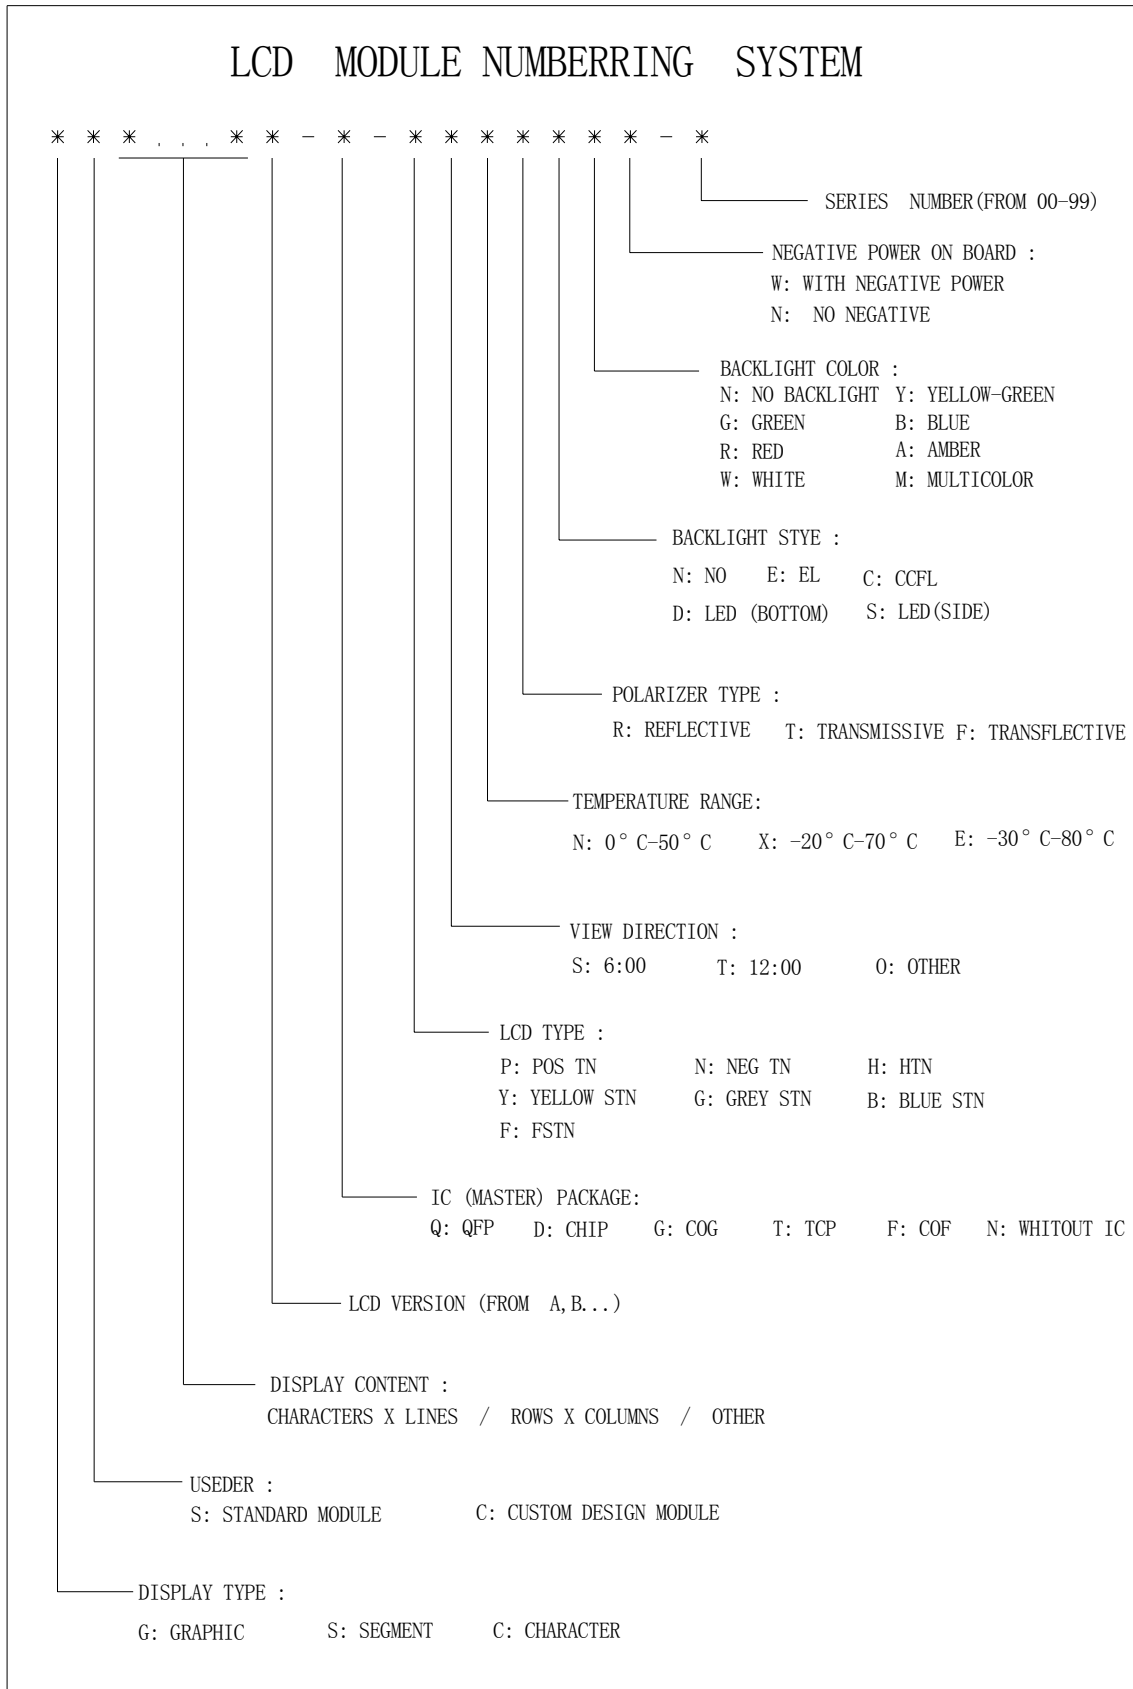 LCD MODULE NUMBERRING SYSTEM
* * * . . . * * - * - * * * * * * * - *
SERIES NUMBER(FROM 00-99)
NEGATIVE POWER ON BOARD :
W: WITH NEGATIVE POWER
N: NO NEGATIVE
BACKLIGHT COLOR :
N: NO BACKLIGHT Y: YELLOW-GREEN
G: GREEN B: BLUE
R: RED A: AMBER
W: WHITE M: MULTICOLOR
BACKLIGHT STYE :
N: NO E: EL C: CCFL
D: LED (BOTTOM) S: LED(SIDE)
POLARIZER TYPE :
R: REFLECTIVE T: TRANSMISSIVE F: TRANSFLECTIVE
TEMPERATURE RANGE:
N: 0° C-50° C X: -20° C-70° C E: -30° C-80° C
VIEW DIRECTION :
S: 6:00 T: 12:00 O: OTHER
LCD TYPE :
P: POS TN N: NEG TN H: HTN
Y: YELLOW STN G: GREY STN B: BLUE STN
F: FSTN
IC (MASTER) PACKAGE:
Q: QFP D: CHIP G: COG T: TCP F: COF N: WHITOUT IC
LCD VERSION (FROM A,B...)
DISPLAY CONTENT :
CHARACTERS X LINES / ROWS X COLUMNS / OTHER
USEDER :
S: STANDARD MODULE C: CUSTOM DESIGN MODULE
DISPLAY TYPE :
G: GRAPHIC S: SEGMENT C: CHARACTER